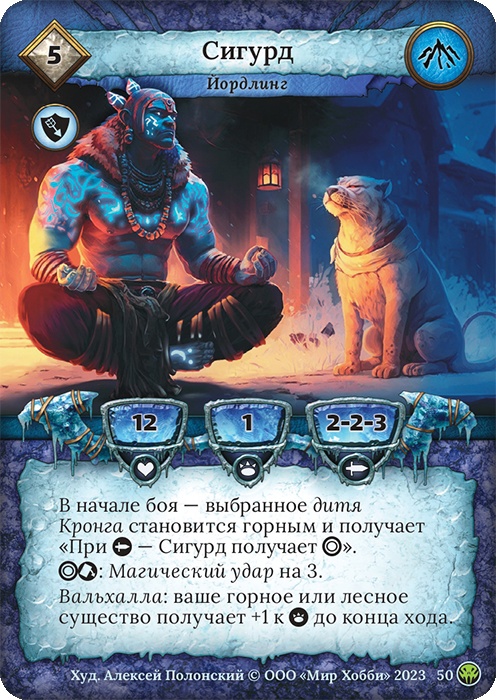 5
Сигурд
Йордлинг
12
1
2-2-3
В начале боя — выбранное дитя
Кронга становится горным и получает
«При — Сигурд получает ».
: Магический удар на 3.
Вальхалла: ваше горное или лесное
существо получает +1 к до конца хода.
Худ. Алексей Полонский © ООО «Мир Хобби» 2023 50